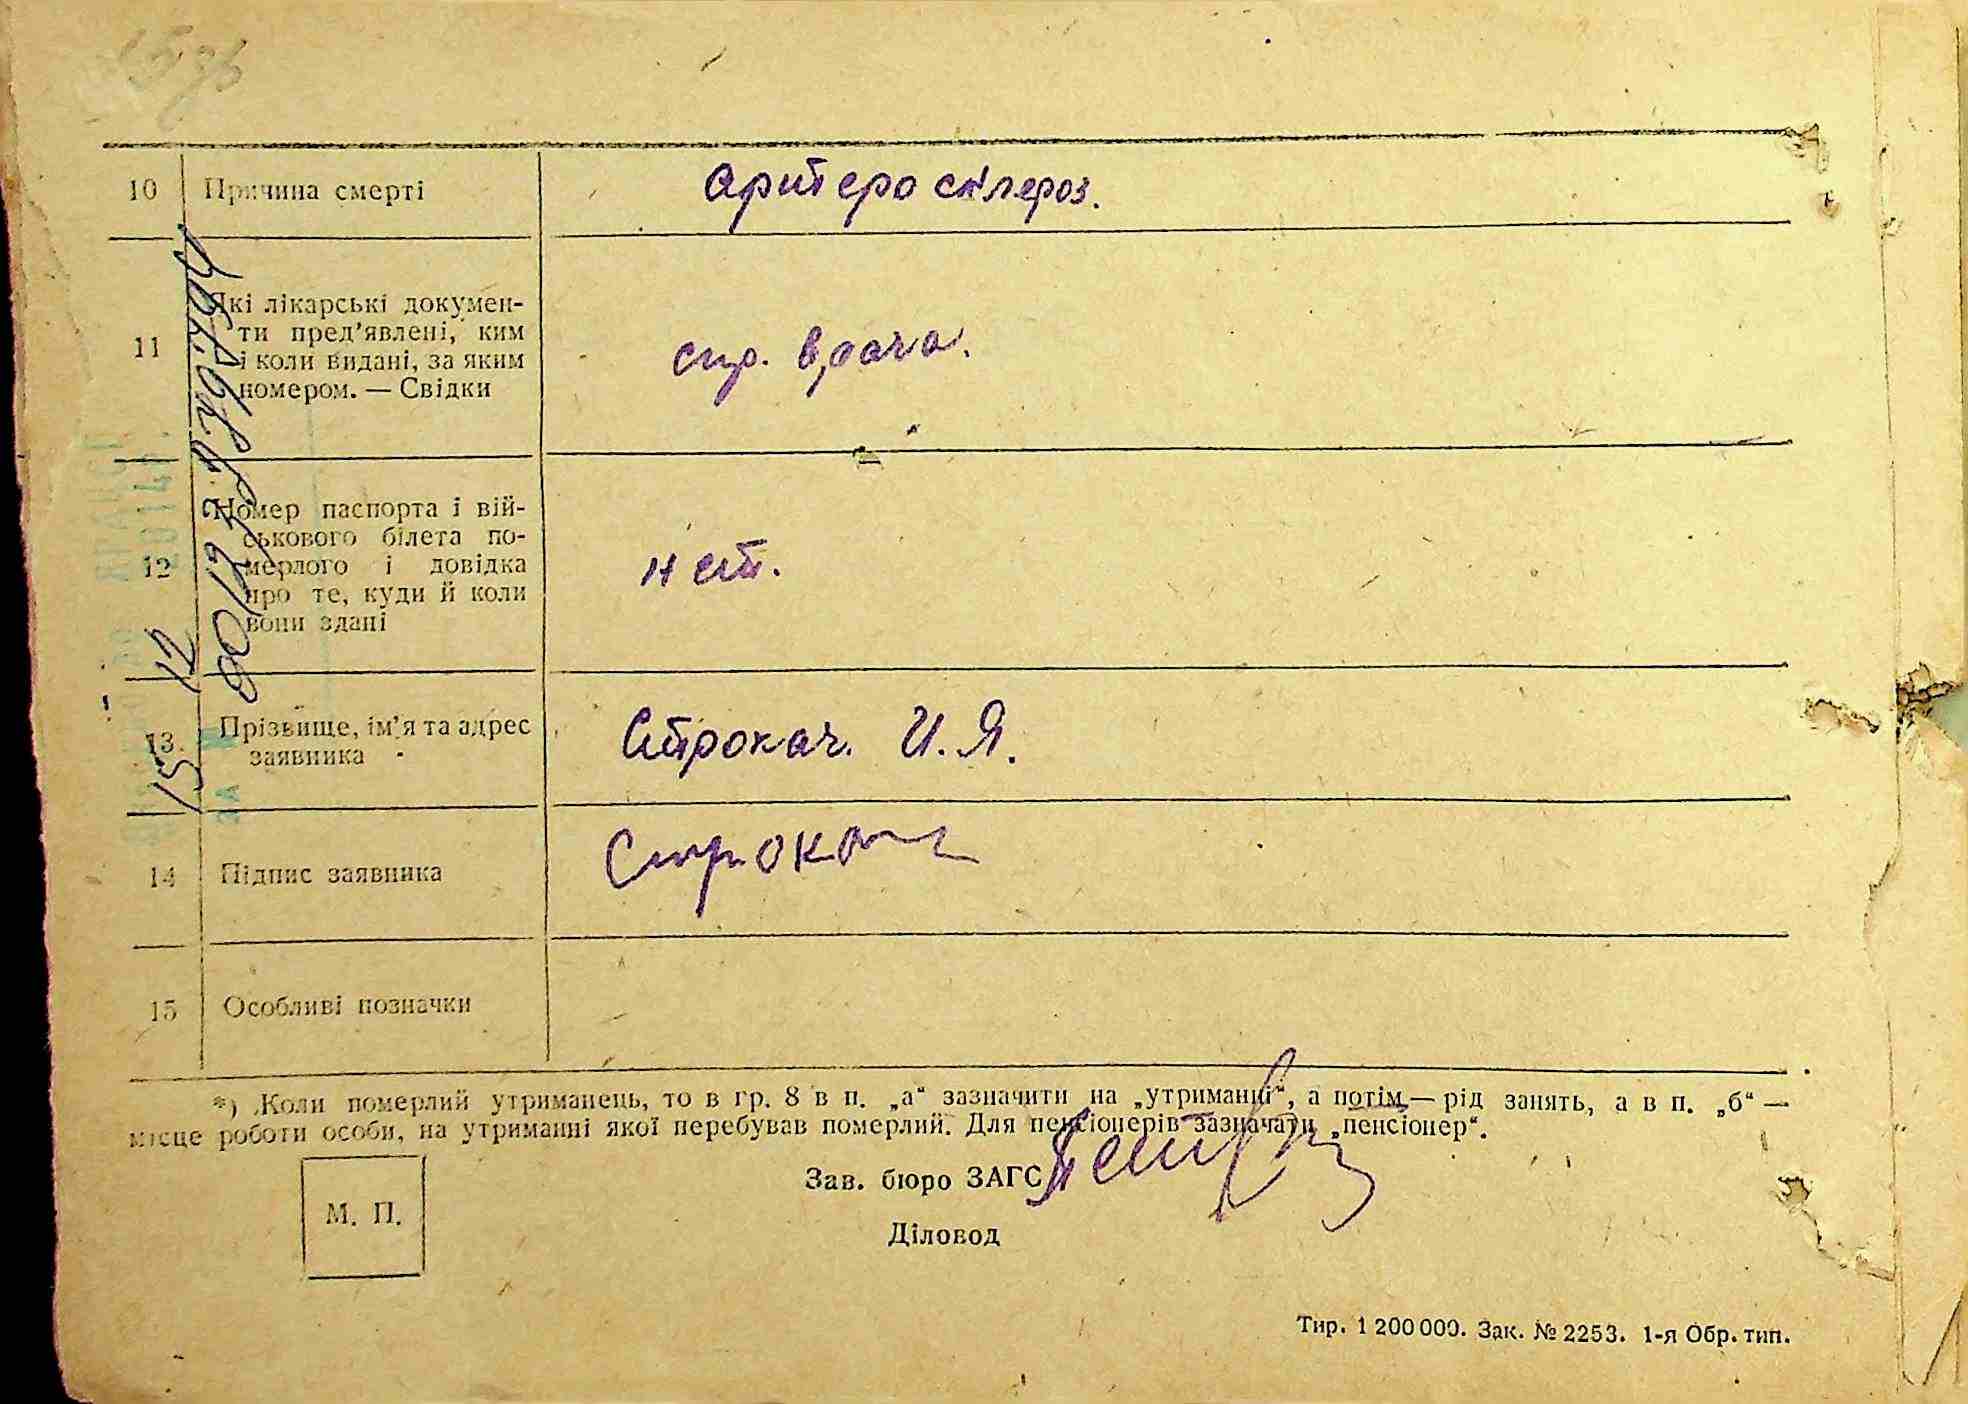 10 Причина смерті
Аритеросклероз.
11 Які лікарські докумен-
ти пред’явлені, ким
і коли видані, за яким
номером. — Свідки
спр. врача.
12 Номер паспорта і вій-
ськового білета по-
мерлого і довідка
про те, куди й коли
вони здані
нет.
13 Прізвище, ім’я та адрес
заявника
Строкач. И. Я.
14 Підпис заявника
Строкач
15 Особливі позначки
*) Коли померлий утриманець, то в гр. 8 в п. „а“ зазначити на „утриманні“, а потім — рід занять, а в п. „б“ —
місце роботи особи, на утриманні якої перебував померлий. Для пенсіонерів зазначати „пенсіонер“.
Зав. бюро ЗАГС
М. П.
Діловод
Тир. 1 200 000. Зак. № 2253. 1-я Обр. тип.